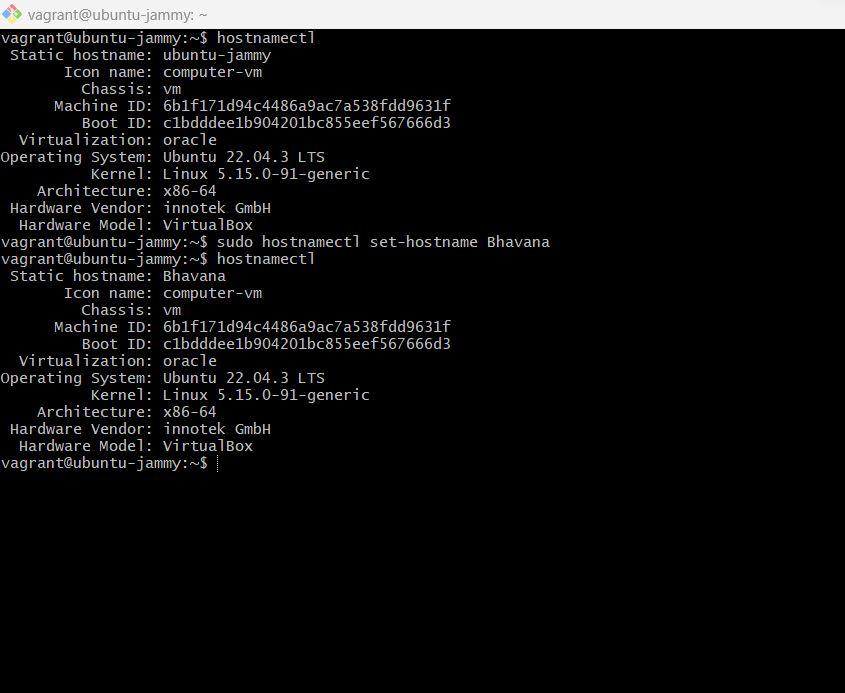 vagrant@ubuntu-jammy: ~
vagrant@ubuntu-jammy:~$ hostnamectl
 Static hostname: ubuntu-jammy
       Icon name: computer-vm
         Chassis: vm
      Machine ID: 6b1f171d94c4486a9ac7a538fdd9631f
         Boot ID: c1bdddee1b904201bc855eef567666d3
  Virtualization: oracle
Operating System: Ubuntu 22.04.3 LTS
          Kernel: Linux 5.15.0-91-generic
    Architecture: x86-64
 Hardware Vendor: innotek GmbH
  Hardware Model: VirtualBox
vagrant@ubuntu-jammy:~$ sudo hostnamectl set-hostname Bhavana
vagrant@ubuntu-jammy:~$ hostnamectl
 Static hostname: Bhavana
       Icon name: computer-vm
         Chassis: vm
      Machine ID: 6b1f171d94c4486a9ac7a538fdd9631f
         Boot ID: c1bdddee1b904201bc855eef567666d3
  Virtualization: oracle
Operating System: Ubuntu 22.04.3 LTS
          Kernel: Linux 5.15.0-91-generic
    Architecture: x86-64
 Hardware Vendor: innotek GmbH
  Hardware Model: VirtualBox
vagrant@ubuntu-jammy:~$